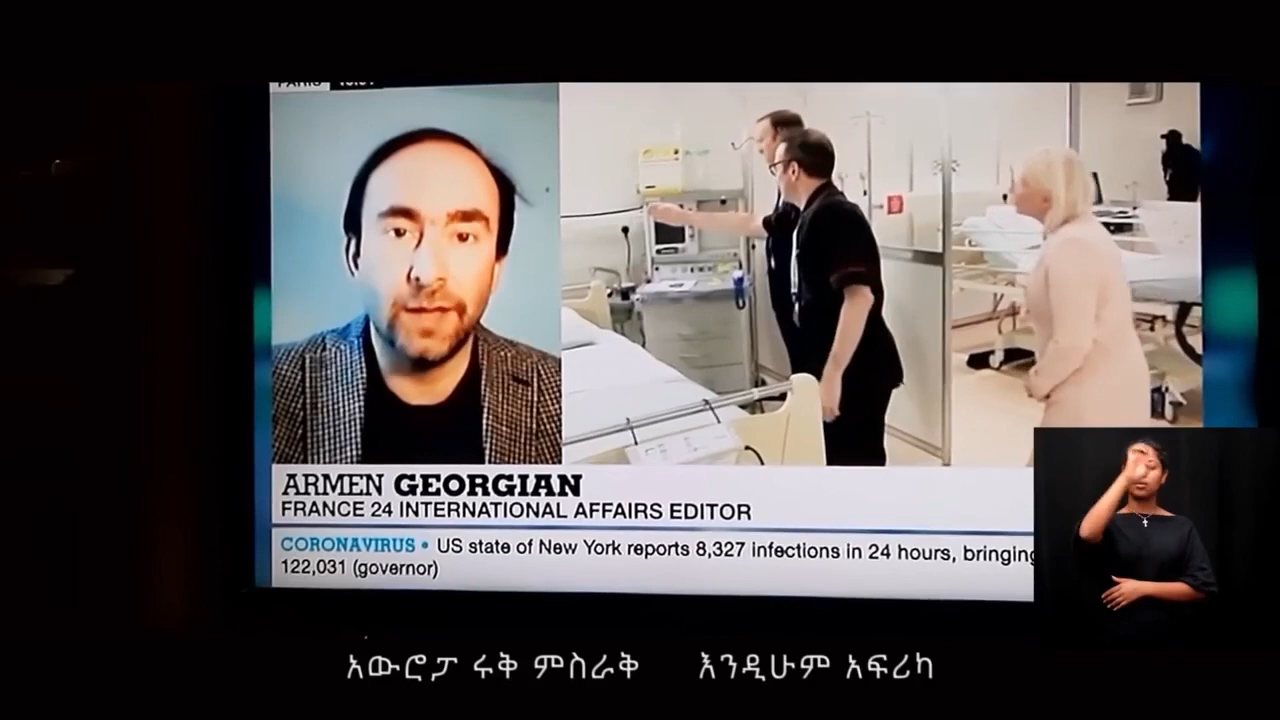 ARMEN GEORGIAN
FRANCE 24 INTERNATIONAL AFFAIRS EDITOR
CORONAVIRUS • US state of New York reports 8,327 infections in 24 hours, bringing
122,031 (governor)
አውሮፓ ሩቅ ምስራቅ እንዲሁም አፍሪካ